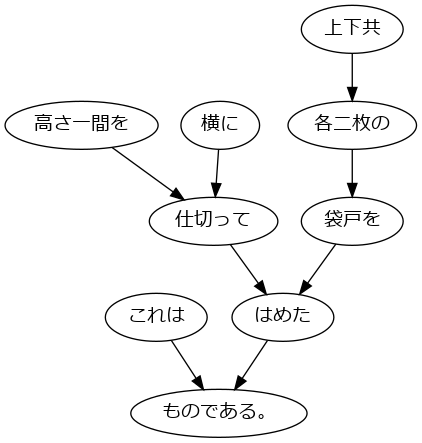 上下共
高さ一間を
横に
各二枚の
仕切って
袋戸を
これは
はめた
ものである。